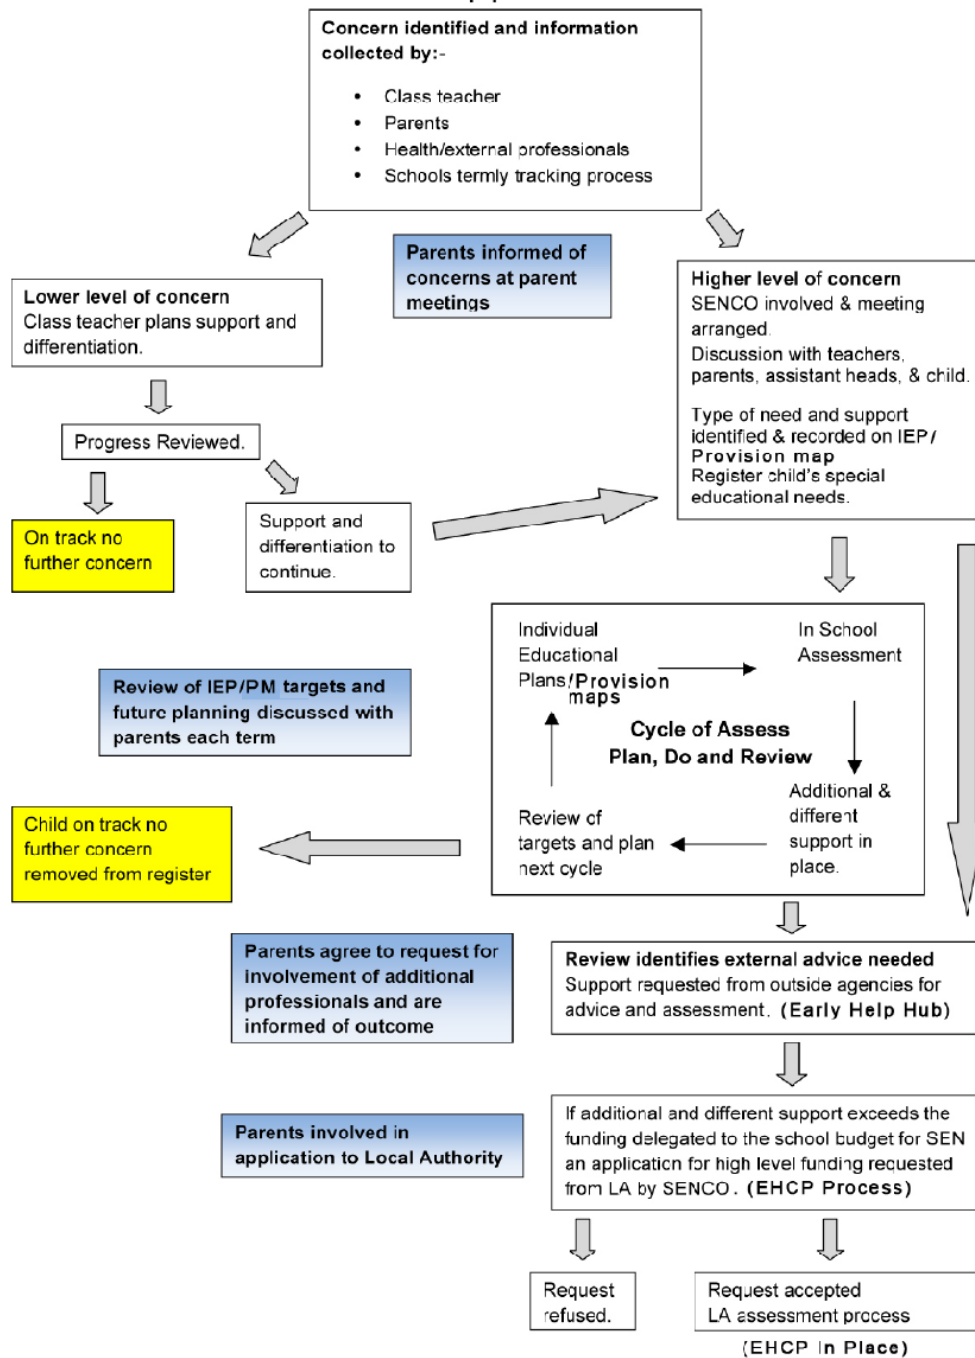 Concern identified and information
collected by:-
• Class teacher
• Parents
• Health/external professionals
• Schools termly tracking process
Parents informed of
concerns at parent
meetings
Lower level of concern
Class teacher plans support and
differentiation.
Higher level of concern
SENCO involved & meeting
arranged.
Discussion with teachers,
parents, assistant heads, & child.
Type of need and support
identified & recorded on IEP/
Provision map
Register child's special
educational needs.
Progress Reviewed.
On track no
further concern
Support and
differentiation to
continue.
Individual
Educational
Plans/Provision
maps
In School
Assessment
Cycle of Assess
Plan, Do and Review
Additional &
different
support in
place.
Review of
targets and plan
next cycle
Review of IEP/PM targets and
future planning discussed with
parents each term
Child on track no
further concern
removed from register
Parents agree to request for
involvement of additional
professionals and are
informed of outcome
Review identifies external advice needed
Support requested from outside agencies for
advice and assessment. (Early Help Hub)
Parents involved in
application to Local Authority
If additional and different support exceeds the
funding delegated to the school budget for SEN
an application for high level funding requested
from LA by SENCO. (EHCP Process)
Request
refused.
Request accepted
LA assessment process
(EHCP In Place)